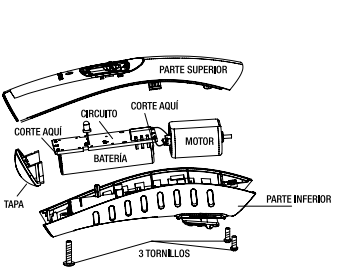 PARTE SUPERIOR
CORTE AQUÍ
CIRCUITO
CORTE AQUÍ
MOTOR
BATERÍA
TAPA
PARTE INFERIOR
3 TORNILLOS